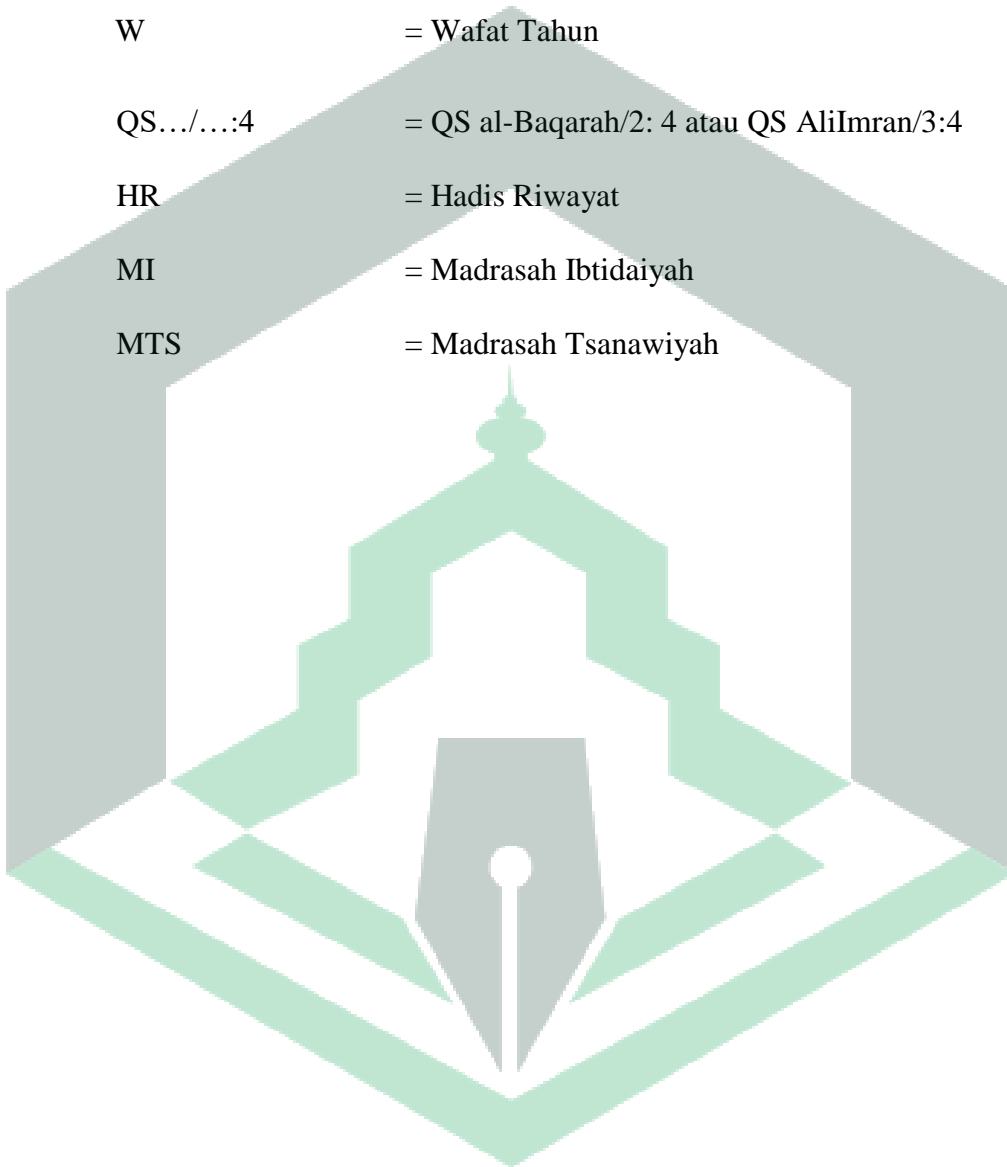 W = Wafat Tahun
QS…/…:4 = QS al-Baqarah/2: 4 atau QS AliImran/3:4
HR = Hadis Riwayat
MI = Madrasah Ibtidaiyah
MTS = Madrasah Tsanawiyah